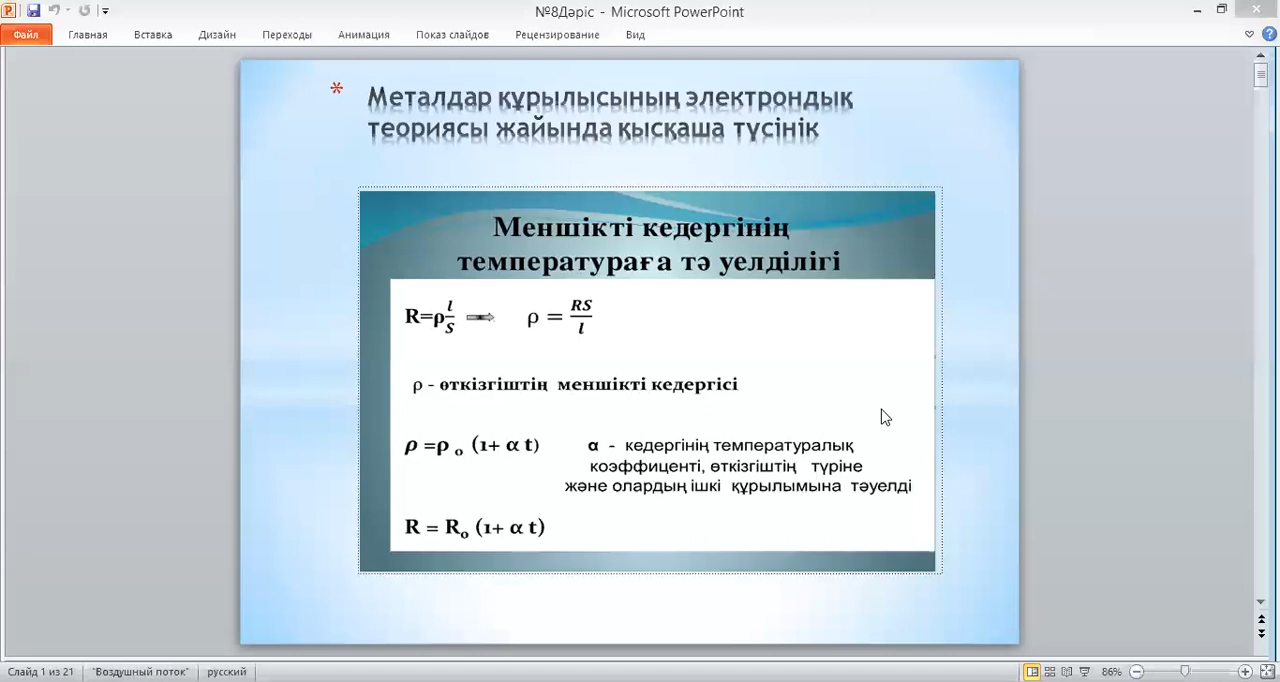 №8Дәріс - Microsoft PowerPoint
Файл Главная Вставка Дизайн Переходы Анимация Показ слайдов Рецензирование Вид
* Металдар құрылысының электрондық
теориясы жайында қысқаша түсінік
Меншікті кедергінің
температураға тә уелділігі
R=ρ l/S ⟹ ρ = RS/l
ρ - өткізгіштің меншікті кедергісі
ρ =ρ ₒ (1+ α t)
α - кедергінің температуралық
коэффиценті, өткізгіштің түріне
және олардың ішкі құрылымына тәуелді
R = Rₒ (1+ α t)
Слайд 1 из 21 "Воздушный поток" русский 86%